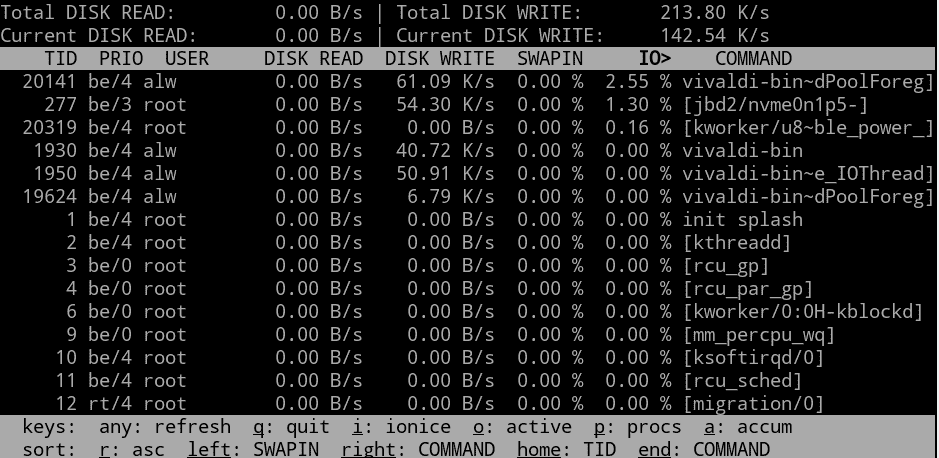 Total DISK READ: 0.00 B/s | Total DISK WRITE: 213.80 K/s
Current DISK READ: 0.00 B/s | Current DISK WRITE: 142.54 K/s
TID PRIO USER DISK READ DISK WRITE SWAPIN IO> COMMAND
20141 be/4 alw 0.00 B/s 61.09 K/s 0.00 % 2.55 % vivaldi-bin~dPoolForeg]
277 be/3 root 0.00 B/s 54.30 K/s 0.00 % 1.30 % [jbd2/nvme0n1p5-]
20319 be/4 root 0.00 B/s 0.00 B/s 0.00 % 0.16 % [kworker/u8~ble_power_]
1930 be/4 alw 0.00 B/s 40.72 K/s 0.00 % 0.00 % vivaldi-bin
1950 be/4 alw 0.00 B/s 50.91 K/s 0.00 % 0.00 % vivaldi-bin~e_IOThread]
19624 be/4 alw 0.00 B/s 6.79 K/s 0.00 % 0.00 % vivaldi-bin~dPoolForeg]
1 be/4 root 0.00 B/s 0.00 B/s 0.00 % 0.00 % init splash
2 be/4 root 0.00 B/s 0.00 B/s 0.00 % 0.00 % [kthreadd]
3 be/0 root 0.00 B/s 0.00 B/s 0.00 % 0.00 % [rcu_gp]
4 be/0 root 0.00 B/s 0.00 B/s 0.00 % 0.00 % [rcu_par_gp]
6 be/0 root 0.00 B/s 0.00 B/s 0.00 % 0.00 % [kworker/0:0H-kblockd]
9 be/0 root 0.00 B/s 0.00 B/s 0.00 % 0.00 % [mm_percpu_wq]
10 be/4 root 0.00 B/s 0.00 B/s 0.00 % 0.00 % [ksoftirqd/0]
11 be/4 root 0.00 B/s 0.00 B/s 0.00 % 0.00 % [rcu_sched]
12 rt/4 root 0.00 B/s 0.00 B/s 0.00 % 0.00 % [migration/0]
keys: any: refresh q: quit i: ionice o: active p: procs a: accum
sort: r: asc left: SWAPIN right: COMMAND home: TID end: COMMAND